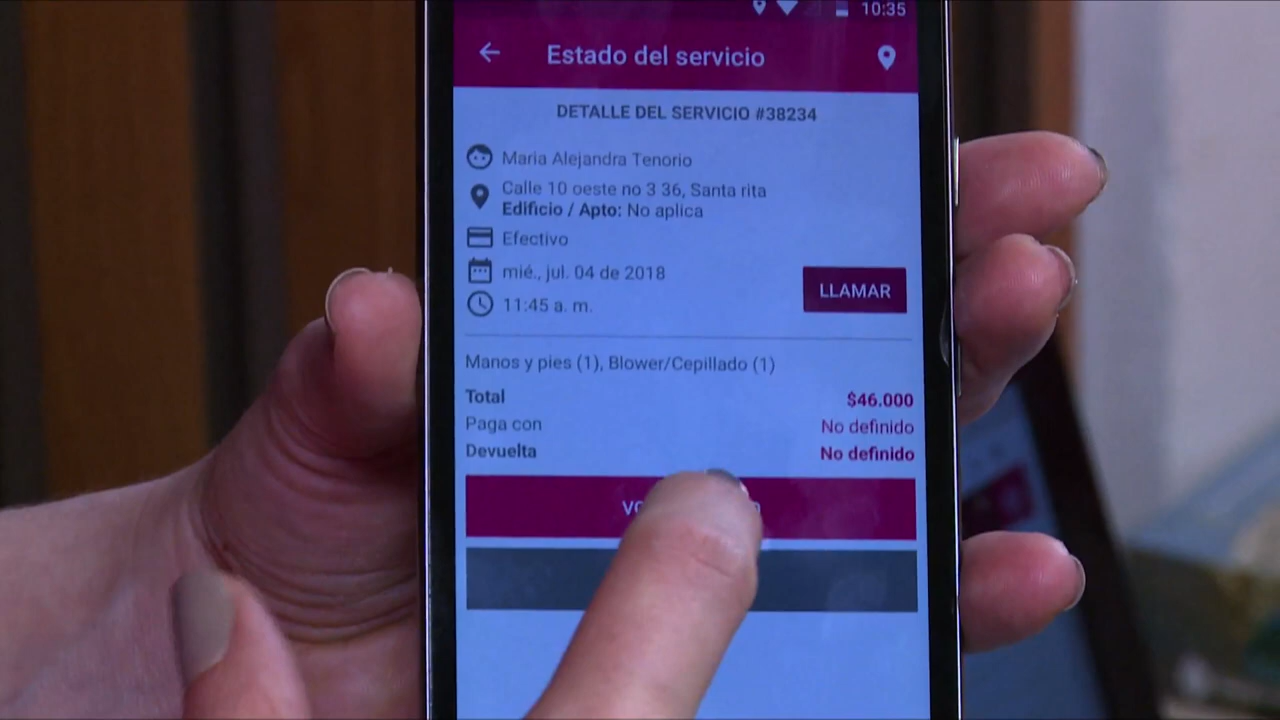 10:35
Estado del servicio
DETALLE DEL SERVICIO #38234
Maria Alejandra Tenorio
Calle 10 oeste no 3 36, Santa rita
Edificio / Apto: No aplica
Efectivo
mié., jul. 04 de 2018
LLAMAR
11:45 a. m.
Manos y pies (1), Blower/Cepillado (1)
Total $46.000
Paga con No definido
Devuelta No definido